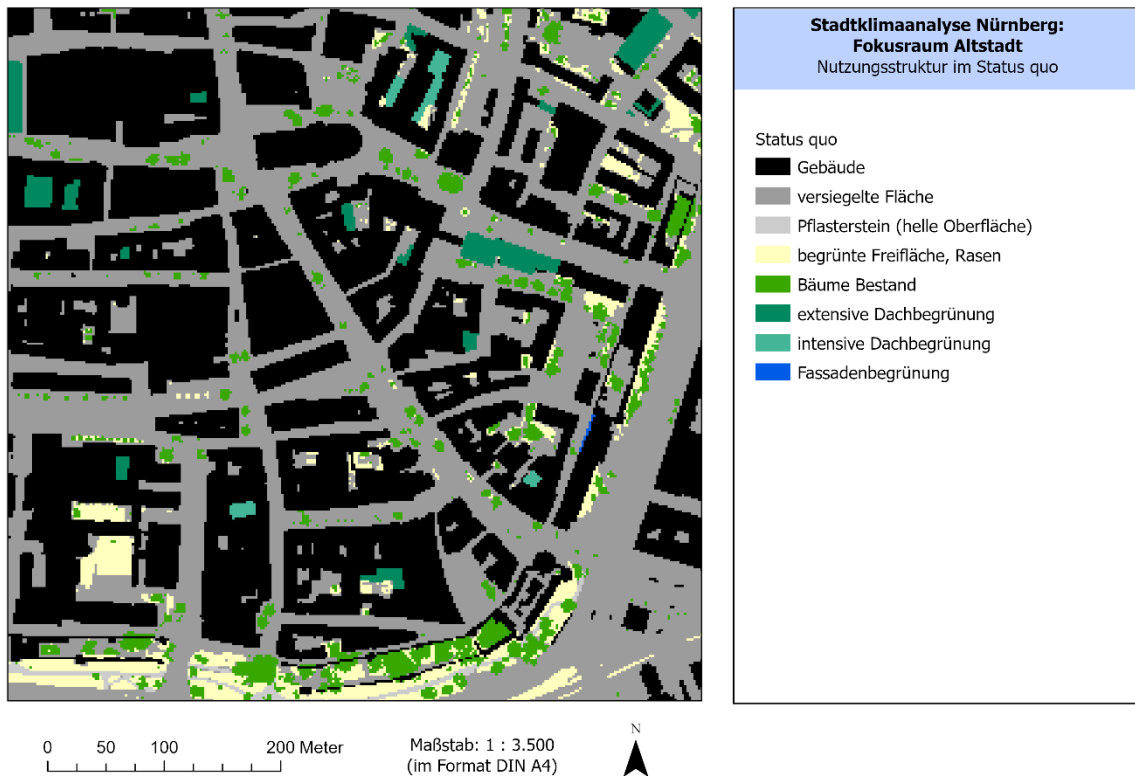 Stadtklimaanalyse Nürnberg:
Fokusraum Altstadt
Nutzungsstruktur im Status quo
Status quo
Gebäude
versiegelte Fläche
Pflasterstein (helle Oberfläche)
begrünte Freifläche, Rasen
Bäume Bestand
extensive Dachbegrünung
intensive Dachbegrünung
Fassadenbegrünung
0 50 100 200 Meter
Maßstab: 1 : 3.500
(im Format DIN A4)
N